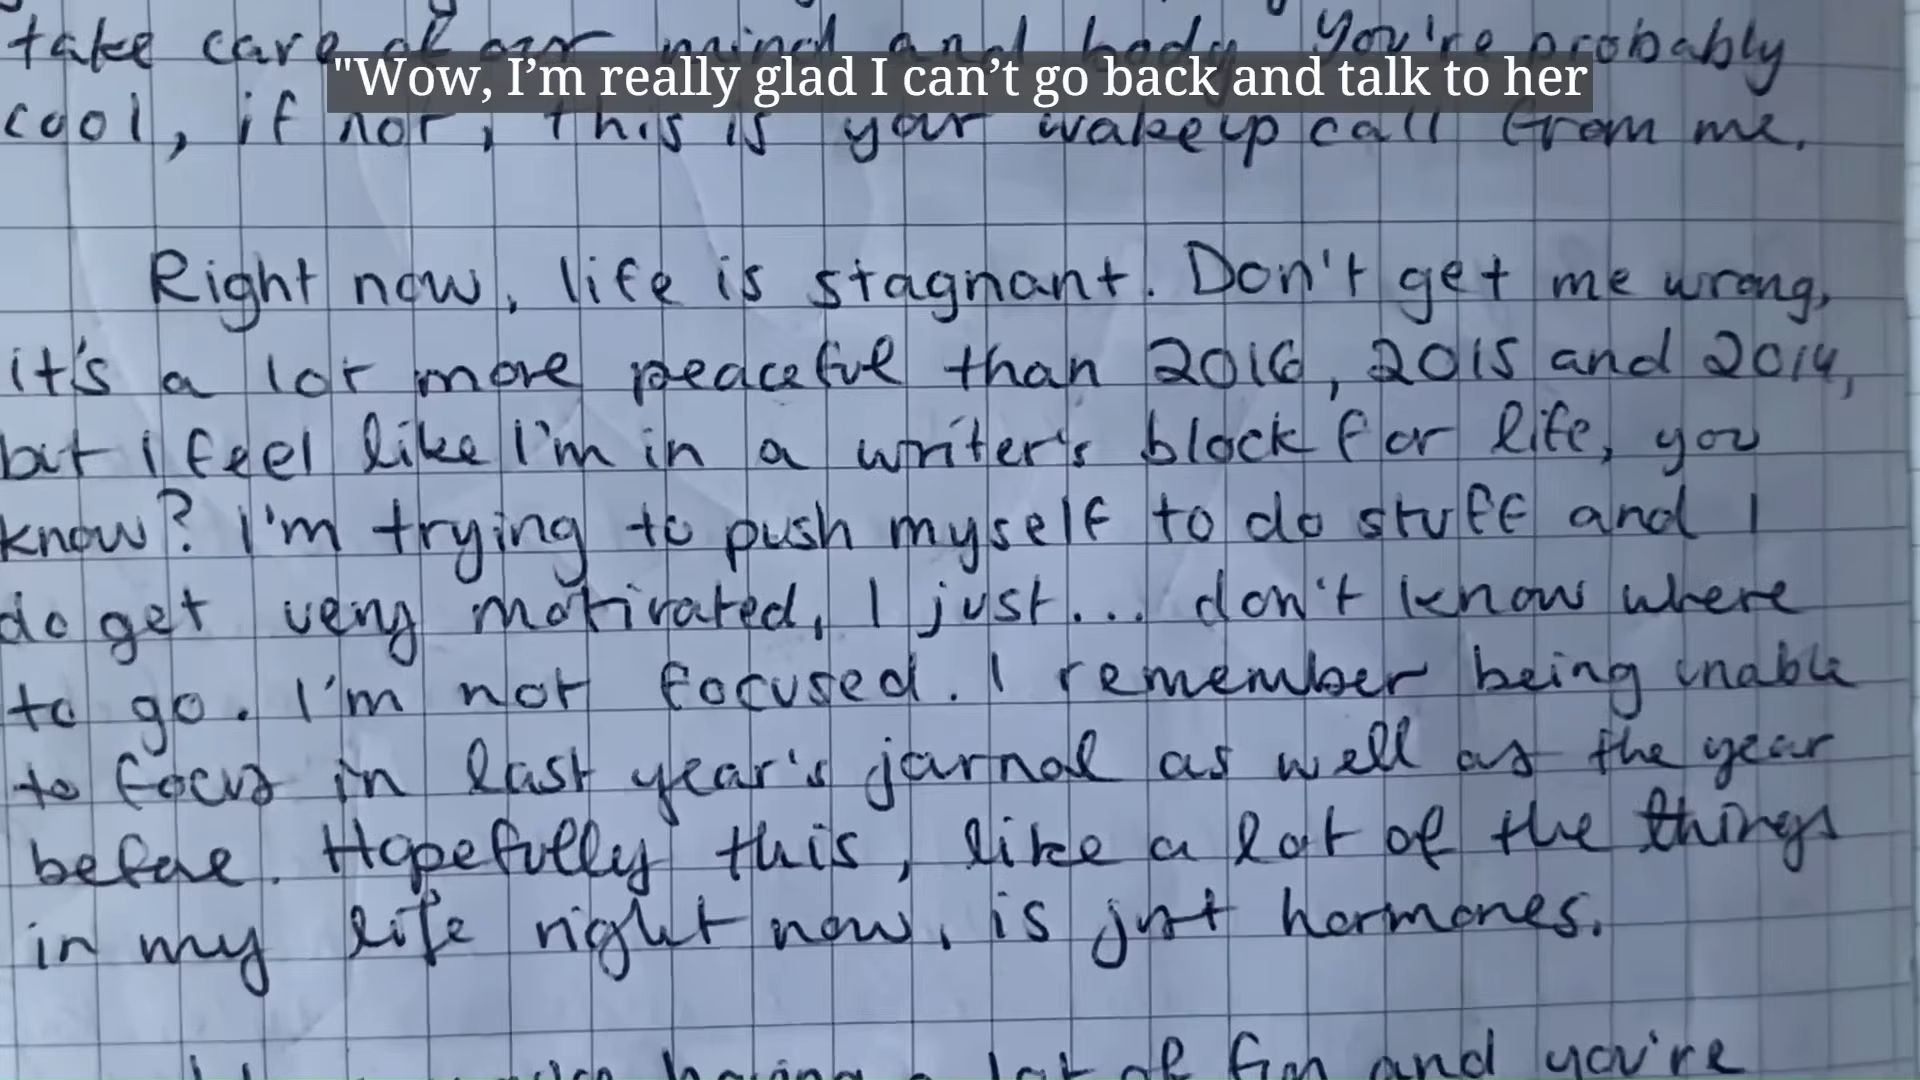 take care of our mind and body. You're probably
"Wow, I’m really glad I can’t go back and talk to her
cool, if not, this is your wakeup call from me.
Right now, life is stagnant. Don't get me wrong,
it's a lot more peaceful than 2016, 2015 and 2014,
but I feel like I'm in a writer's block for life, you
know? I'm trying to push myself to do stuff and I
do get very motivated, I just... don't know where
to go. I'm not focused. I remember being unable
to focus in last year's journal as well as the year
before. Hopefully this, like a lot of the things
in my life right now, is just hormones.
having a lot of fun and you're